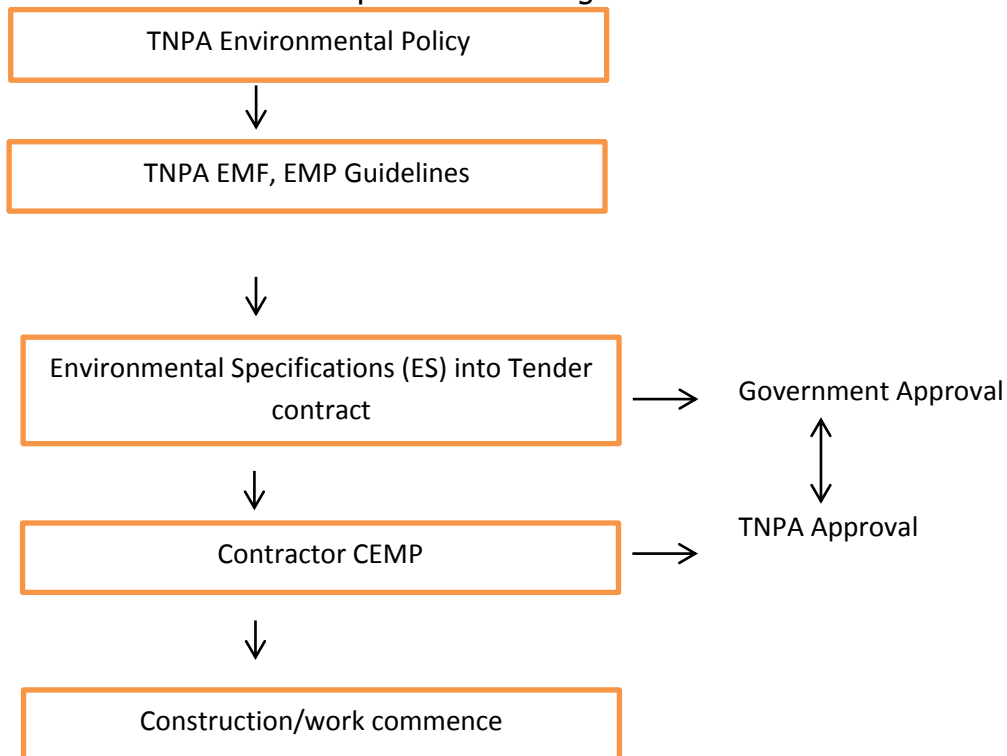 TNPA Environmental Policy
TNPA EMF, EMP Guidelines
Environmental Specifications (ES) into Tender
contract
Government Approval
TNPA Approval
Contractor CEMP
Construction/work commence